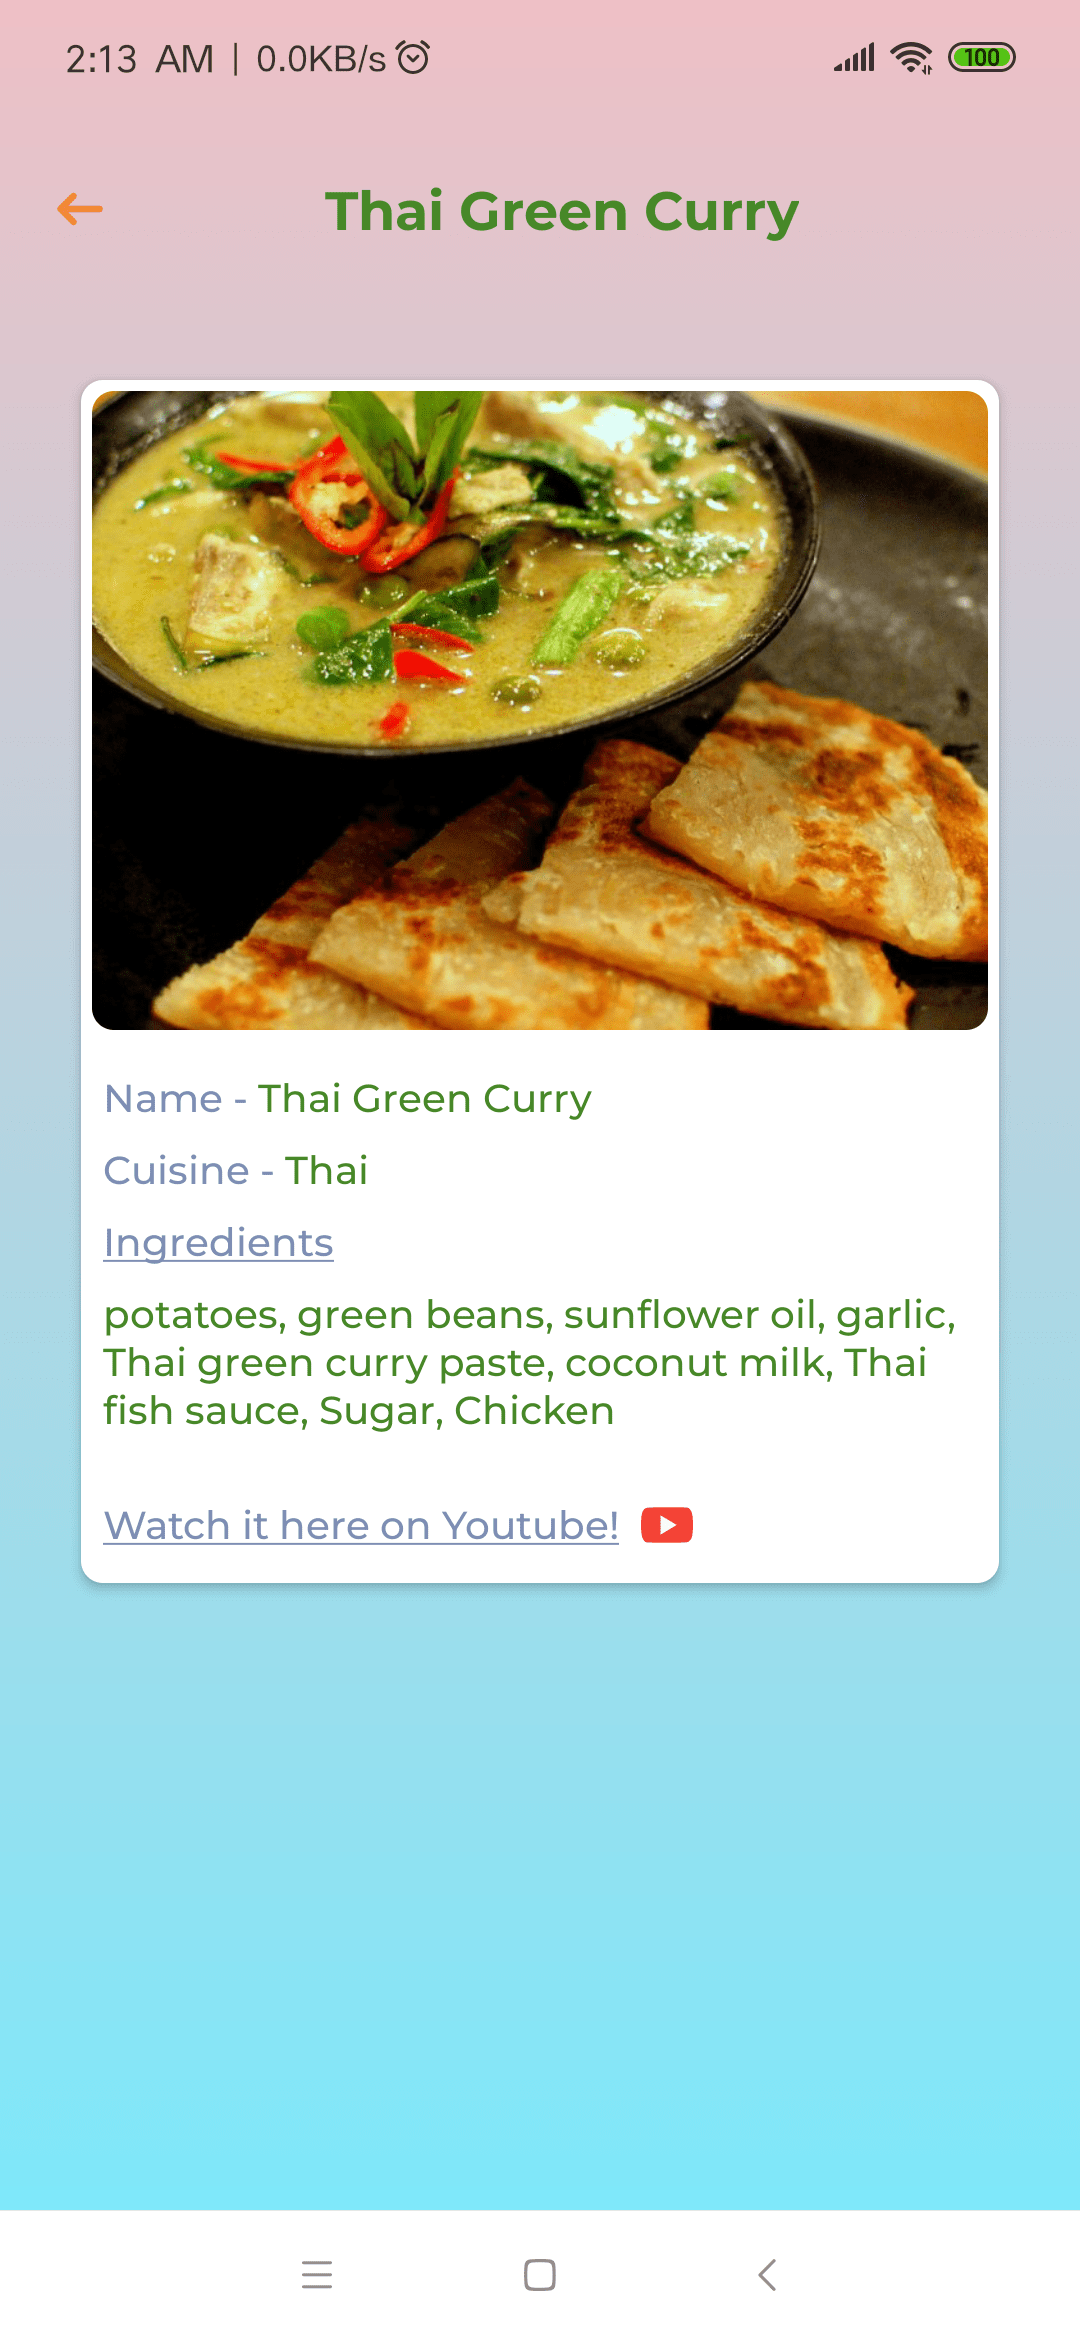 2:13 AM | 0.0KB/s
100
Thai Green Curry
Name - Thai Green Curry
Cuisine - Thai
Ingredients
potatoes, green beans, sunflower oil, garlic,
Thai green curry paste, coconut milk, Thai
fish sauce, Sugar, Chicken
Watch it here on Youtube!